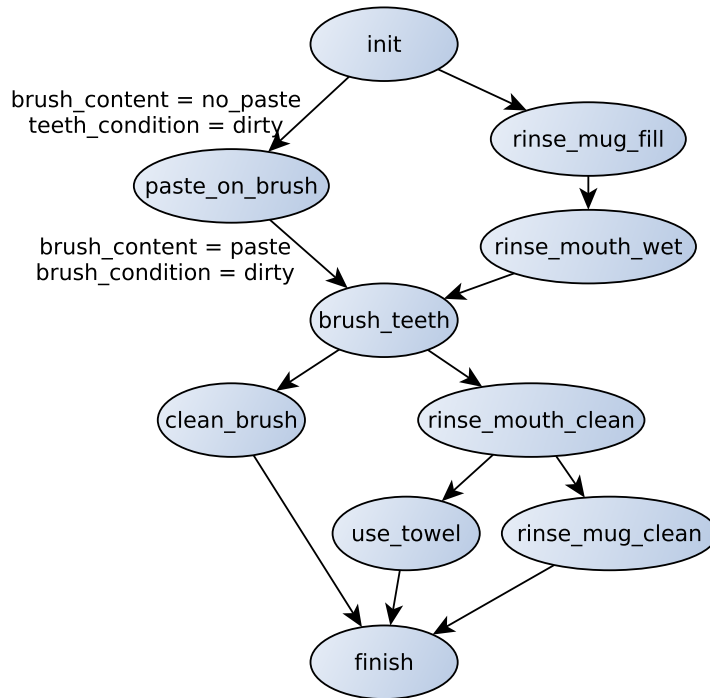 init
brush_content = no_paste
teeth_condition = dirty
rinse_mug_fill
paste_on_brush
brush_content = paste
brush_condition = dirty
rinse_mouth_wet
brush_teeth
clean_brush
rinse_mouth_clean
use_towel
rinse_mug_clean
finish